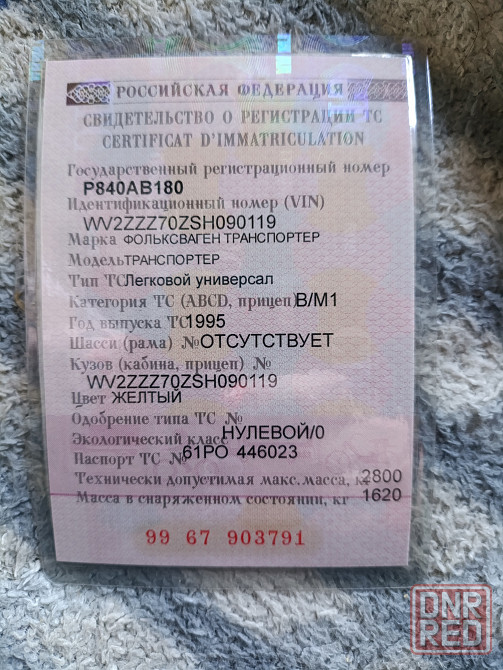 РОССИЙСКАЯ ФЕДЕРАЦИЯ
СВИДЕТЕЛЬСТВО О РЕГИСТРАЦИИ ТС
CERTIFICAT D'IMMATRICULATION
Государственный регистрационный номер
Р840АВ180
Идентификационный номер (VIN)
WV2ZZZ70ZSH090119
Марка ФОЛЬКСВАГЕН ТРАНСПОРТЕР
Модель ТРАНСПОРТЕР
Тип ТС Легковой универсал
Категория ТС (ABCD, прицеп) B/M1
Год выпуска ТС 1995
Шасси (рама) № ОТСУТСТВУЕТ
Кузов (кабина, прицеп) №
WV2ZZZ70ZSH090119
Цвет ЖЕЛТЫЙ
Одобрение типа ТС №
Экологический класс НУЛЕВОЙ/0
Паспорт ТС № 61РО 446023
Технически допустимая макс. масса, кг 2800
Масса в снаряженном состоянии, кг 1620
99 67 903791
DNR
RED